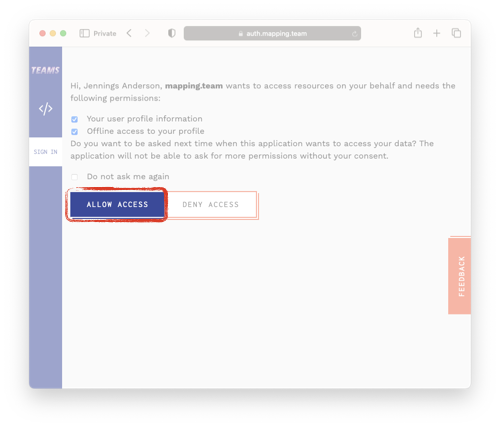 Private
auth.mapping.team
TEAMS
</>
SIGN IN
Hi, Jennings Anderson, mapping.team wants to access resources on your behalf and needs the
following permissions:
Your user profile information
Offline access to your profile
Do you want to be asked next time when this application wants to access your data? The
application will not be able to ask for more permissions without your consent.
Do not ask me again
ALLOW ACCESS
DENY ACCESS
FEEDBACK